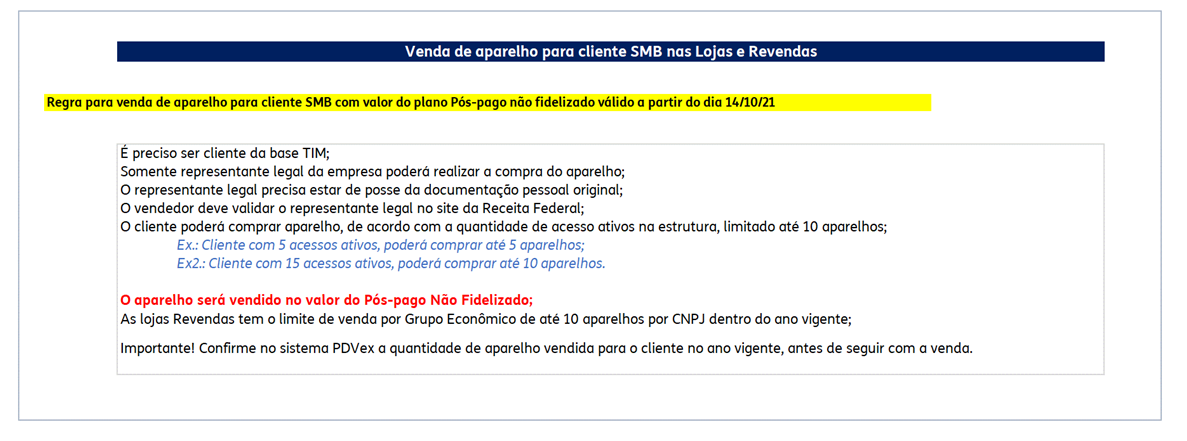 Venda de aparelho para cliente SMB nas Lojas e Revendas
Regra para venda de aparelho para cliente SMB com valor do plano Pós-pago não fidelizado válido a partir do dia 14/10/21
É preciso ser cliente da base TIM;
Somente representante legal da empresa poderá realizar a compra do aparelho;
O representante legal precisa estar de posse da documentação pessoal original;
O vendedor deve validar o representante legal no site da Receita Federal;
O cliente poderá comprar aparelho, de acordo com a quantidade de acesso ativos na estrutura, limitado até 10 aparelhos;
Ex.: Cliente com 5 acessos ativos, poderá comprar até 5 aparelhos;
Ex2.: Cliente com 15 acessos ativos, poderá comprar até 10 aparelhos.
O aparelho será vendido no valor do Pós-pago Não Fidelizado;
As lojas Revendas tem o limite de venda por Grupo Econômico de até 10 aparelhos por CNPJ dentro do ano vigente;
Importante! Confirme no sistema PDVex a quantidade de aparelho vendida para o cliente no ano vigente, antes de seguir com a venda.